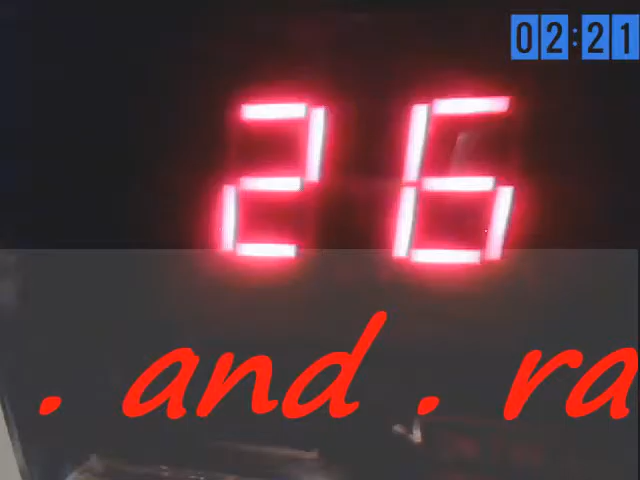 02:21
26
. and . ra